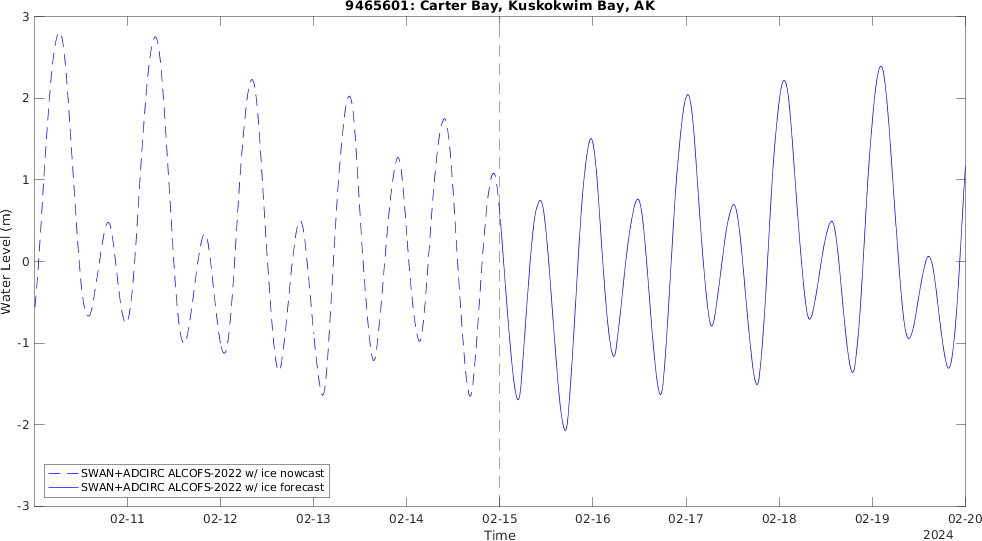 9465601: Carter Bay, Kuskokwim Bay, AK
3
2
1
0
-1
-2
-3
Water Level (m)
SWAN+ADCIRC ALCOFS-2022 w/ ice nowcast
SWAN+ADCIRC ALCOFS-2022 w/ ice forecast
02-11 02-12 02-13 02-14 02-15 02-16 02-17 02-18 02-19 02-20
Time
2024